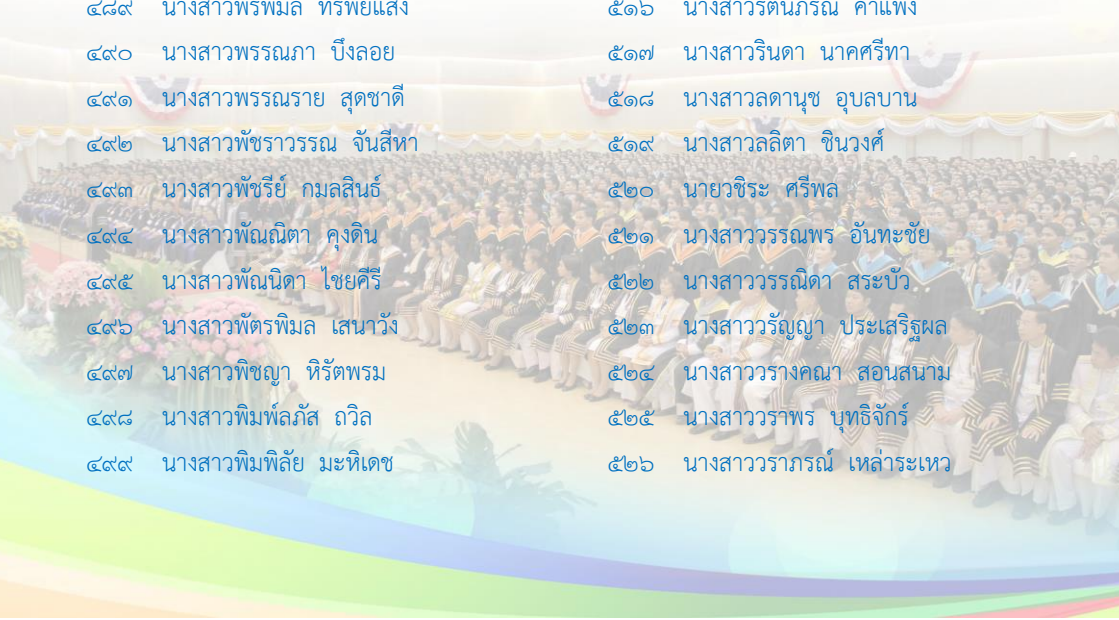 ๔๘๙ นางสาวพรพิมล ทรัพย์แสง
๔๙๐ นางสาวพรรณภา บึงลอย
๔๙๑ นางสาวพรรณราย สุดชาดี
๔๙๒ นางสาวพัชราวรรณ จันสีหา
๔๙๓ นางสาวพัชรีย์ กมลสินธ์
๔๙๔ นางสาวพัณณิตา คุงดิน
๔๙๕ นางสาวพัณนิดา ไชยคีรี
๔๙๖ นางสาวพัตรพิมล เสนาวัง
๔๙๗ นางสาวพิชญา หิรัตพรม
๔๙๘ นางสาวพิมพ์ลภัส ถวิล
๔๙๙ นางสาวพิมพิลัย มะหิเดช
๕๑๖ นางสาวรัตนภรณ์ คำแพง
๕๑๗ นางสาวรินดา นาคศรีทา
๕๑๘ นางสาวลดานุช อุบลบาน
๕๑๙ นางสาวลลิตา ชินวงศ์
๕๒๐ นายวชิระ ศรีพล
๕๒๑ นางสาววรรณพร อันทะชัย
๕๒๒ นางสาววรรณิดา สระบัว
๕๒๓ นางสาววรัญญา ประเสริฐผล
๕๒๔ นางสาววรางคณา สอนสนาม
๕๒๕ นางสาววราพร บุทธิจักร์
๕๒๖ นางสาววราภรณ์ เหล่าระเหว